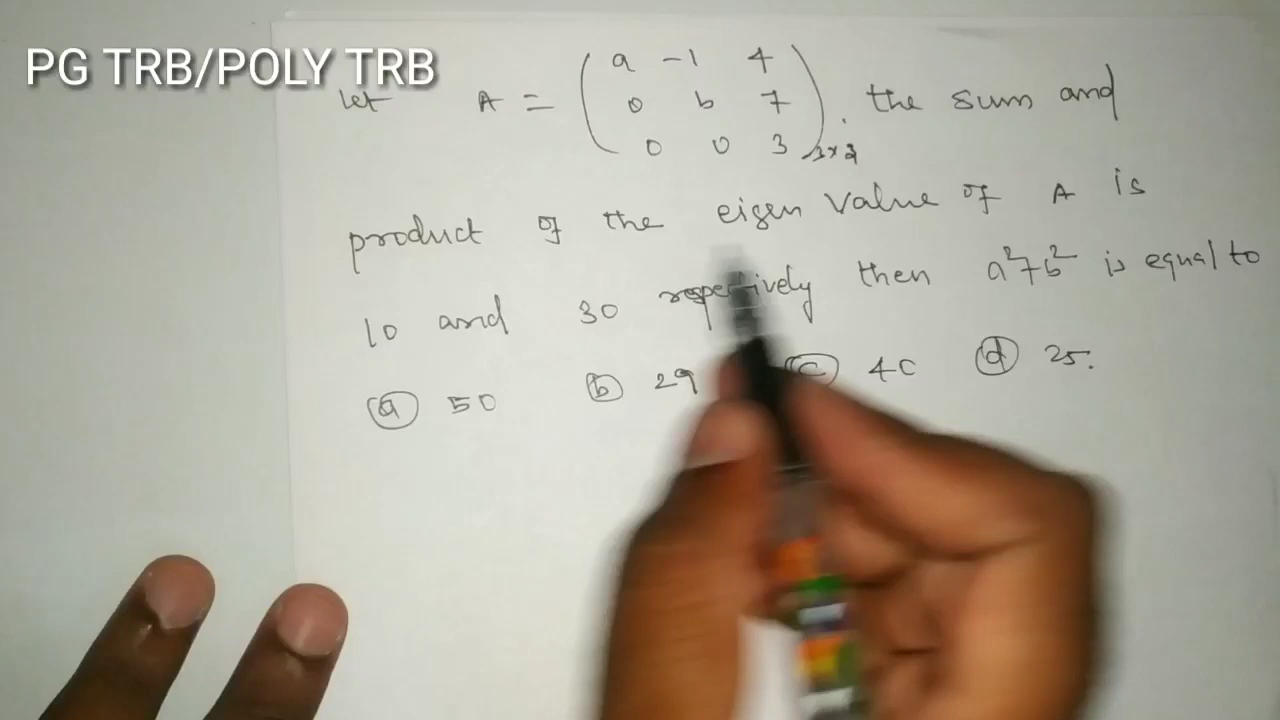 PG TRB/POLY TRB
let A = ( a -1 4
0 b 7
0 0 3 )3×3. the sum and
product of the eigen value of A is
10 and 30 respectively then a²+b² is equal to
(a) 50 (b) 29 (c) 40 (d) 25.